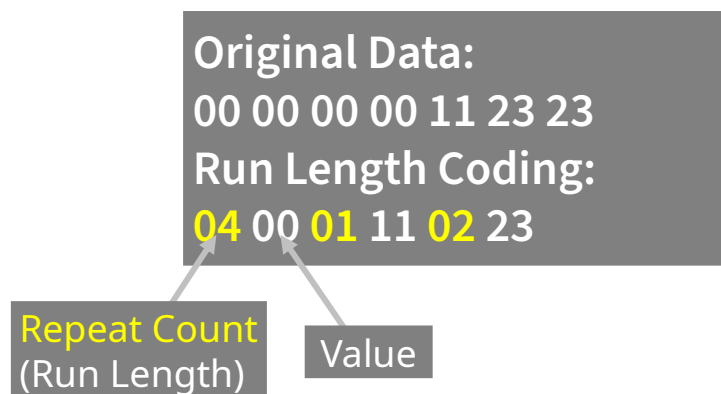 Original Data:
00 00 00 00 11 23 23
Run Length Coding:
04 00 01 11 02 23
Repeat Count
(Run Length)
Value